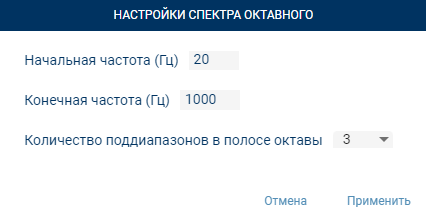 НАСТРОЙКИ СПЕКТРА ОКТАВНОГО
Начальная частота (Гц) 20
Конечная частота (Гц) 1000
Количество поддиапазонов в полосе октавы 3
Отмена Применить